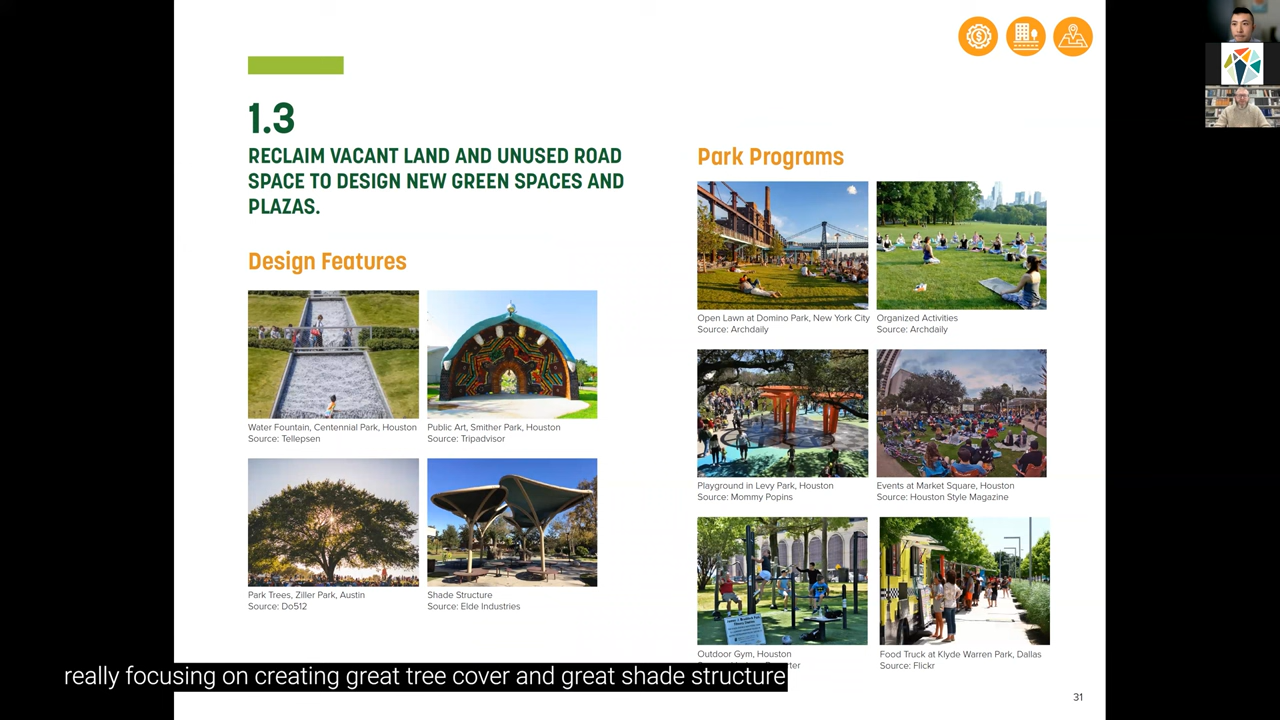 1.3
RECLAIM VACANT LAND AND UNUSED ROAD
SPACE TO DESIGN NEW GREEN SPACES AND
PLAZAS.
Design Features
Water Fountain, Centennial Park, Houston
Source: Tellepsen
Public Art, Smither Park, Houston
Source: Tripadvisor
Park Trees, Ziller Park, Austin
Source: Do512
Shade Structure
Source: Elde Industries
Park Programs
Open Lawn at Domino Park, New York City
Source: Archdaily
Organized Activities
Source: Archdaily
Playground in Levy Park, Houston
Source: Mommy Popins
Events at Market Square, Houston
Source: Houston Style Magazine
Outdoor Gym, Houston
Food Truck at Klyde Warren Park, Dallas
Source: Flickr
really focusing on creating great tree cover and great shade structure
31